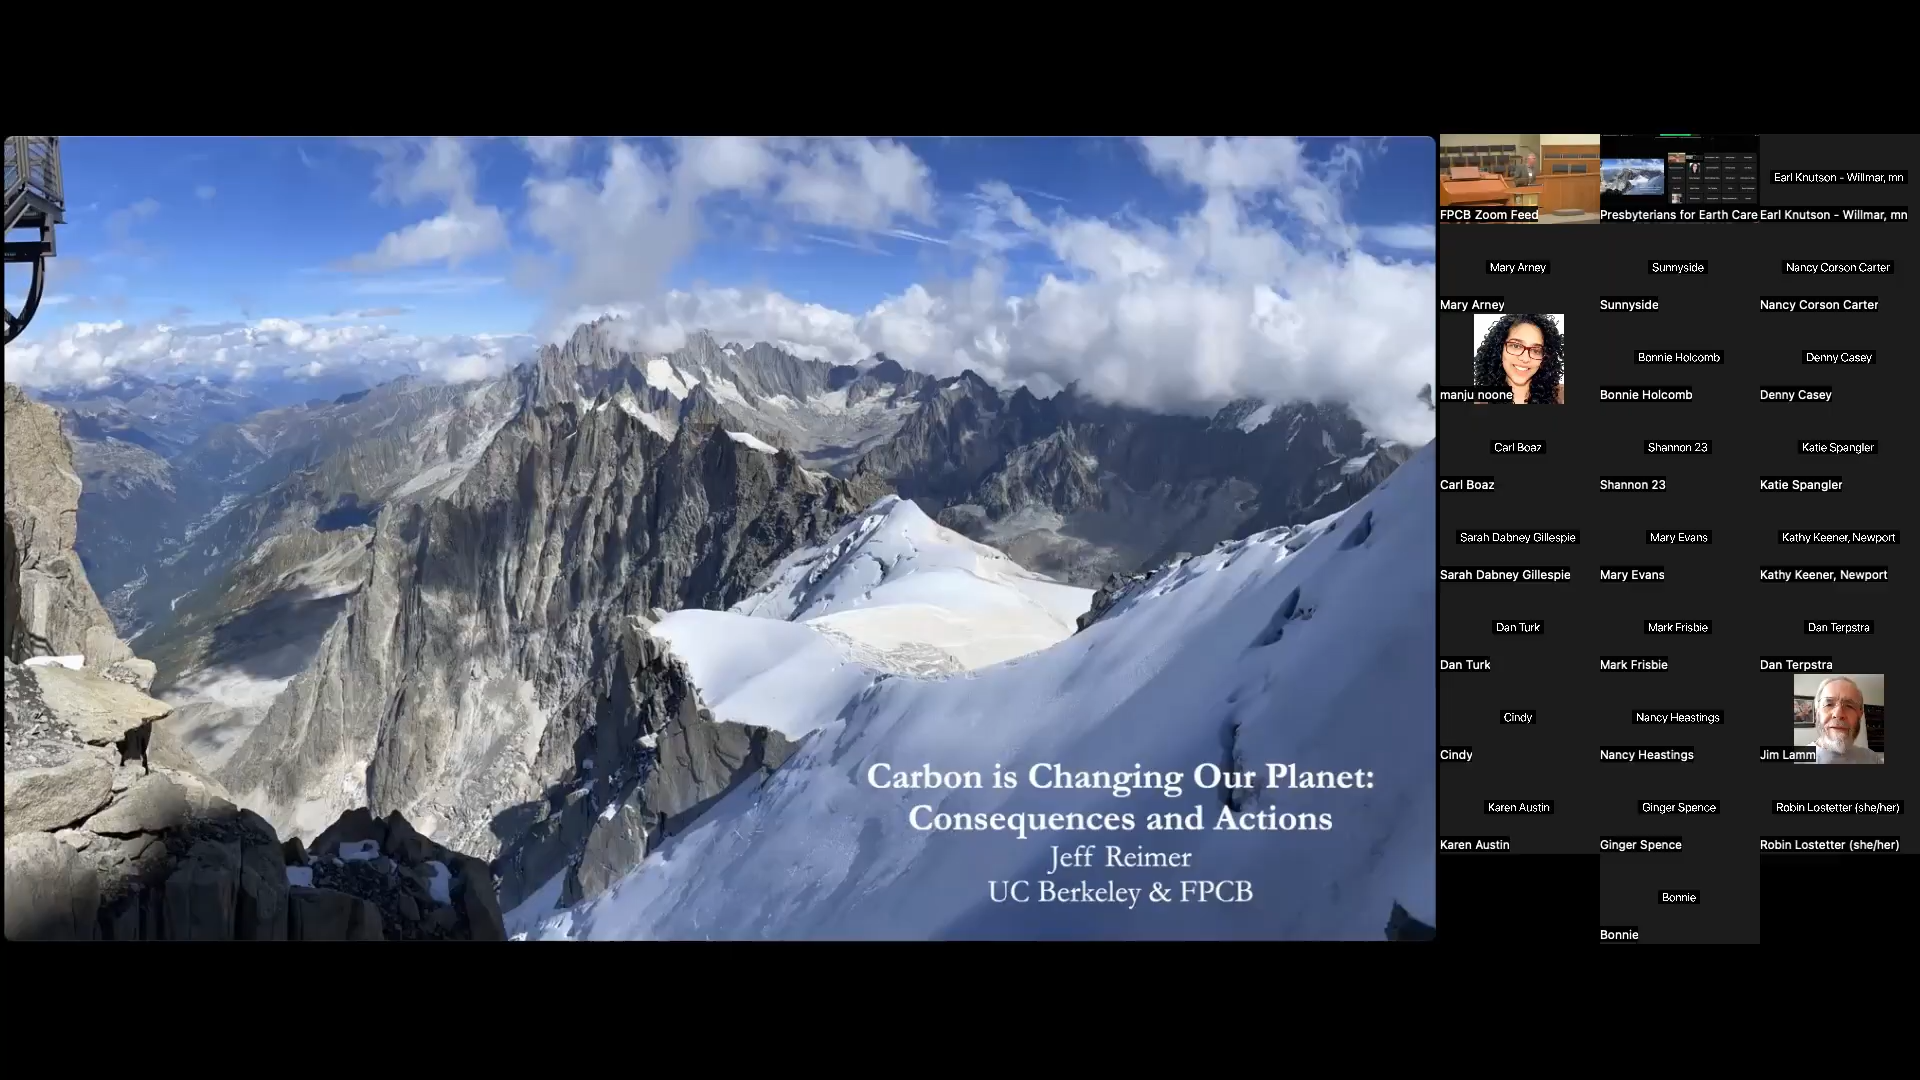 Carbon is Changing Our Planet:
Consequences and Actions
Jeff Reimer
UC Berkeley & FPCB
FPCB Zoom Feed
Presbyterians for Earth Care
Earl Knutson - Willmar, mn
Earl Knutson - Willmar, mn
Mary Arney
Mary Arney
Sunnyside
Sunnyside
Nancy Corson Carter
Nancy Corson Carter
manju noone
Bonnie Holcomb
Bonnie Holcomb
Denny Casey
Denny Casey
Carl Boaz
Carl Boaz
Shannon 23
Shannon 23
Katie Spangler
Katie Spangler
Sarah Dabney Gillespie
Sarah Dabney Gillespie
Mary Evans
Mary Evans
Kathy Keener, Newport
Kathy Keener, Newport
Dan Turk
Dan Turk
Mark Frisbie
Mark Frisbie
Dan Terpstra
Dan Terpstra
Cindy
Cindy
Nancy Heastings
Nancy Heastings
Jim Lamm
Karen Austin
Karen Austin
Ginger Spence
Ginger Spence
Robin Lostetter (she/her)
Robin Lostetter (she/her)
Bonnie
Bonnie